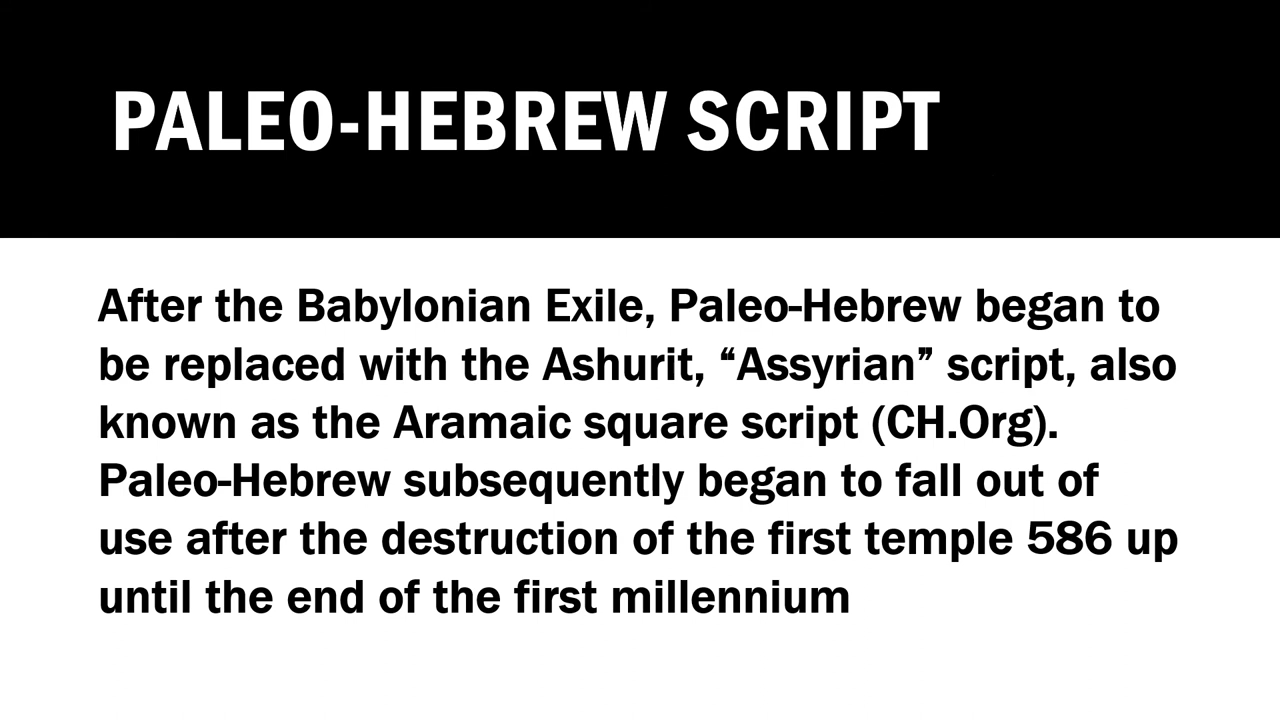 PALEO-HEBREW SCRIPT
After the Babylonian Exile, Paleo-Hebrew began to
be replaced with the Ashurit, “Assyrian” script, also
known as the Aramaic square script (CH.Org).
Paleo-Hebrew subsequently began to fall out of
use after the destruction of the first temple 586 up
until the end of the first millennium